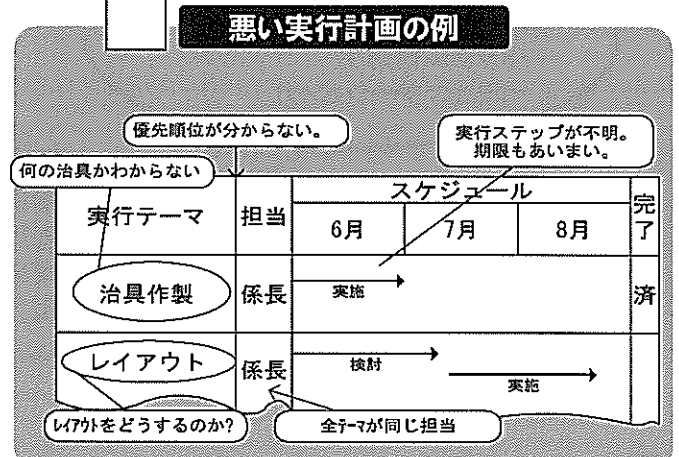 悪い実行計画の例
優先順位が分からない。
実行ステップが不明。
期限もあいまい。
何の治具かわからない
実行テーマ
担当
スケジュール
6月
7月
8月
完了
治具作製
係長
実施
済
レイアウト
係長
検討
実施
ﾚｲｱｳﾄをどうするのか?
全ﾃｰﾏが同じ担当